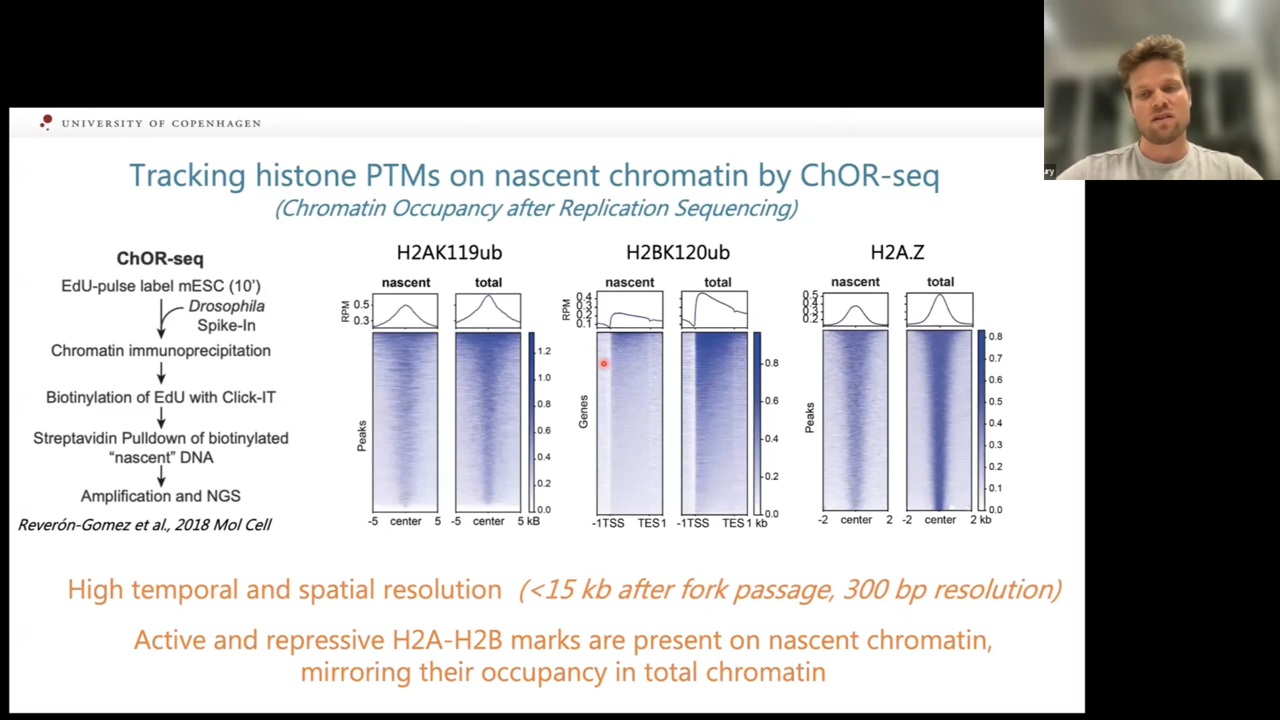 UNIVERSITY OF COPENHAGEN
ury
Tracking histone PTMs on nascent chromatin by ChOR-seq
(Chromatin Occupancy after Replication Sequencing)
ChOR-seq
EdU-pulse label mESC (10')
Drosophila
Spike-In
Chromatin immunoprecipitation
Biotinylation of EdU with Click-IT
Streptavidin Pulldown of biotinylated
“nascent” DNA
Amplification and NGS
Reverón-Gomez et al., 2018 Mol Cell
H2AK119ub
nascent total
RPM
0.5
0.3
Peaks
1.2
1.0
0.8
0.6
0.4
0.2
0.0
-5 center 5 -5 center 5 kB
H2BK120ub
nascent total
RPM
0.4
0.3
0.2
0.1
Genes
0.8
0.6
0.4
0.2
0.0
-1TSS TES1 -1TSS TES1 kb
H2A.Z
nascent total
0.5
0.4
0.3
0.2
Peaks
0.8
0.7
0.6
0.5
0.4
0.3
0.2
0.1
0.0
-2 center 2 -2 center 2 kb
High temporal and spatial resolution (<15 kb after fork passage, 300 bp resolution)
Active and repressive H2A-H2B marks are present on nascent chromatin,
mirroring their occupancy in total chromatin